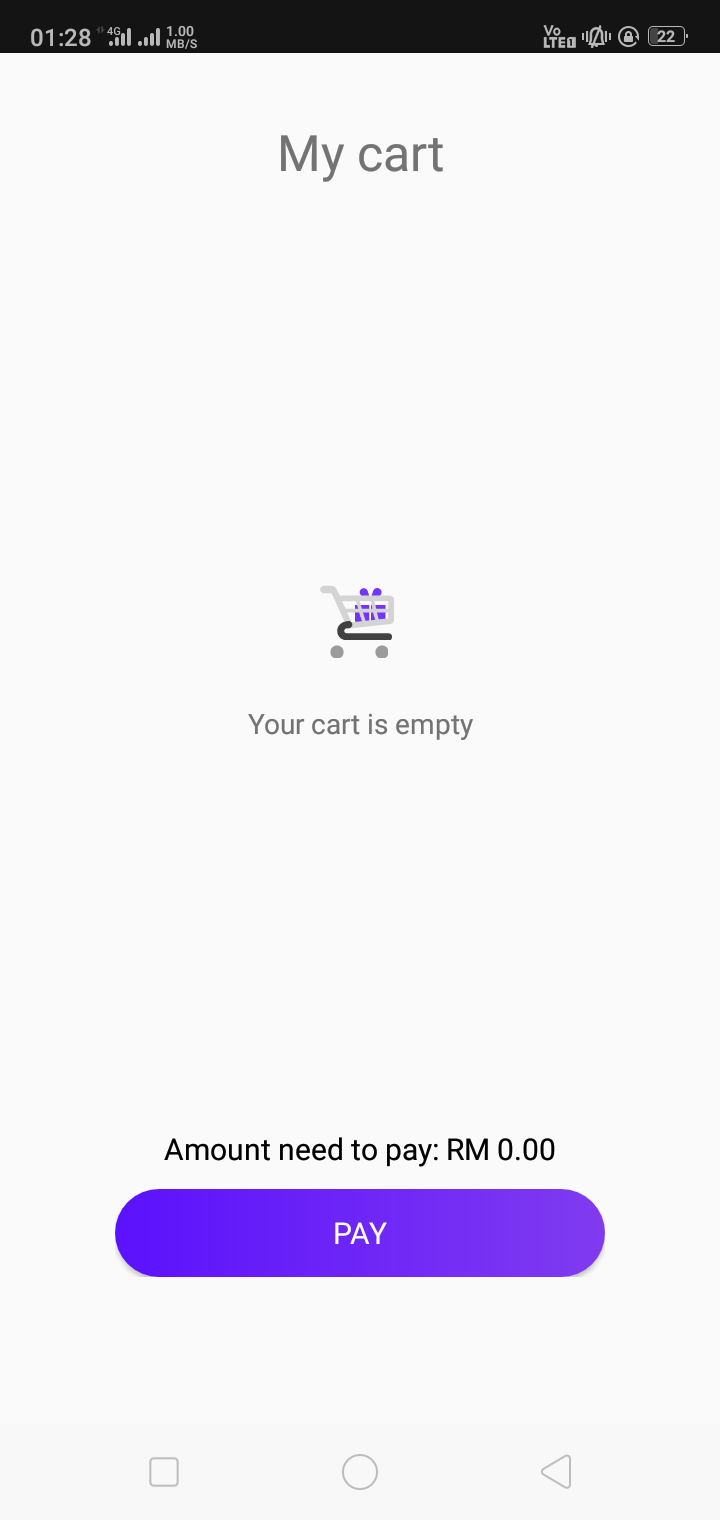 01:28 4G 1.00 MB/S Vo LTE1 22
My cart
Your cart is empty
Amount need to pay: RM 0.00
PAY